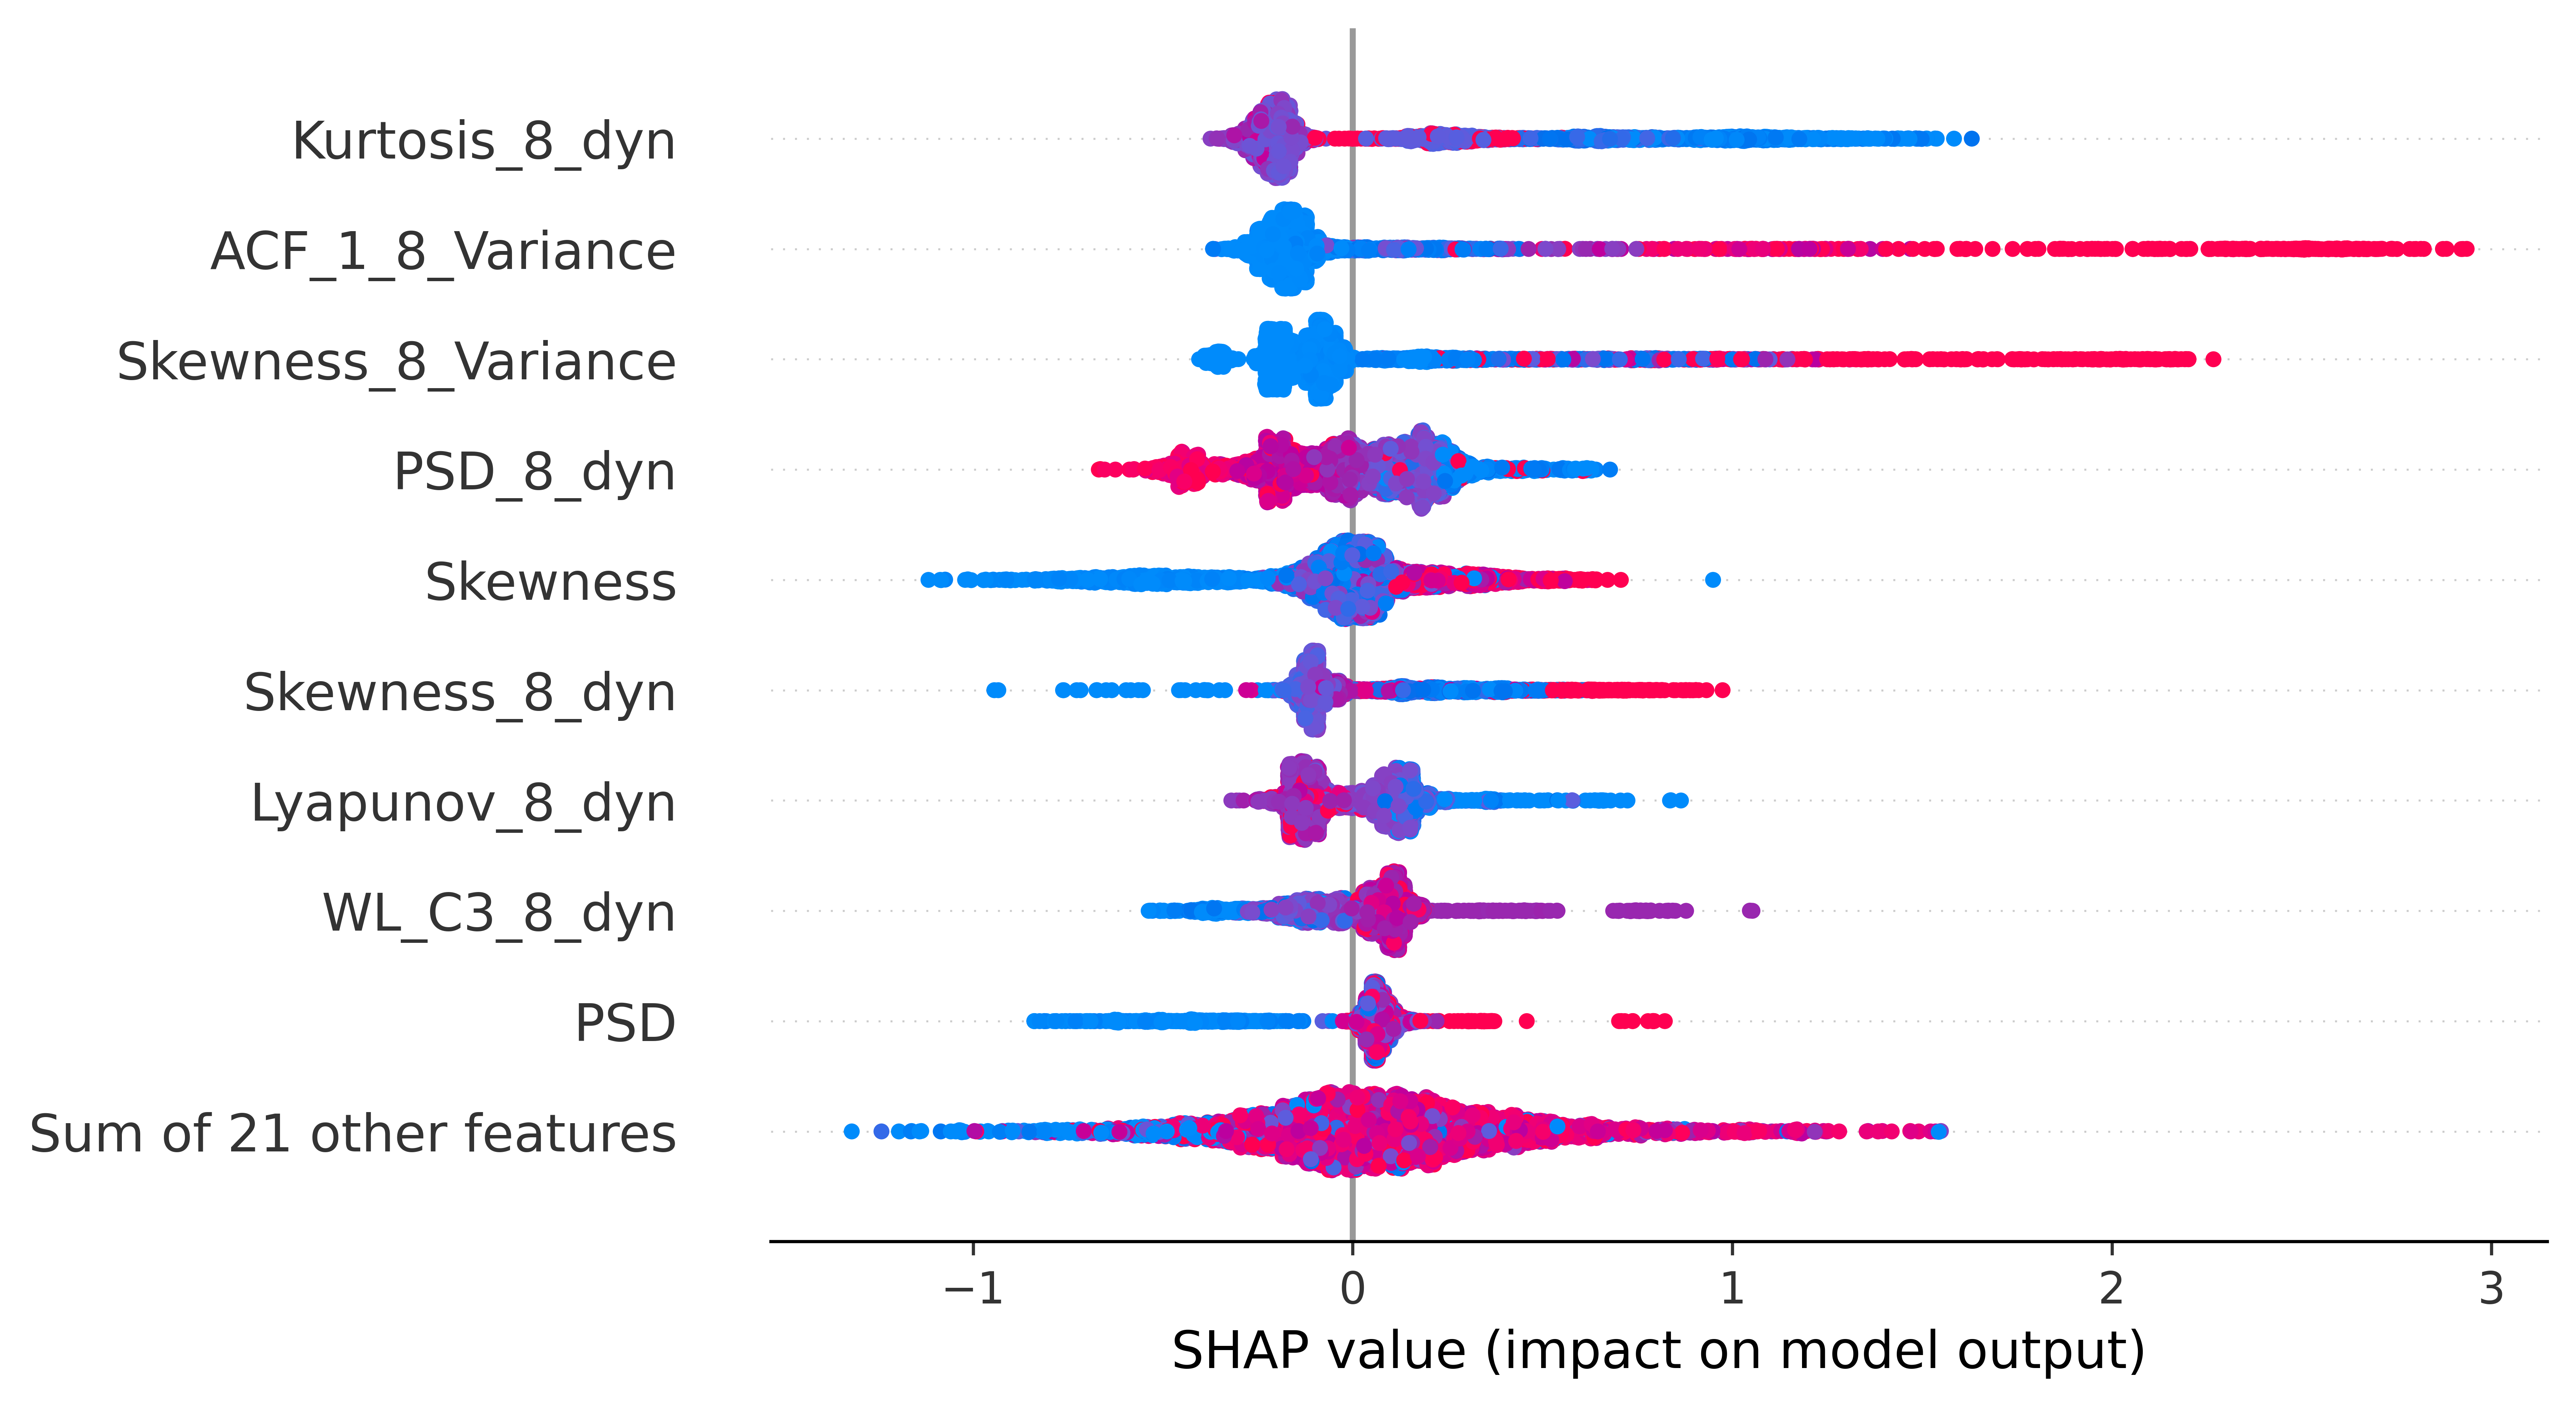 Kurtosis_8_dyn
ACF_1_8_Variance
Skewness_8_Variance
PSD_8_dyn
Skewness
Skewness_8_dyn
Lyapunov_8_dyn
WL_C3_8_dyn
PSD
Sum of 21 other features
−1 0 1 2 3
SHAP value (impact on model output)